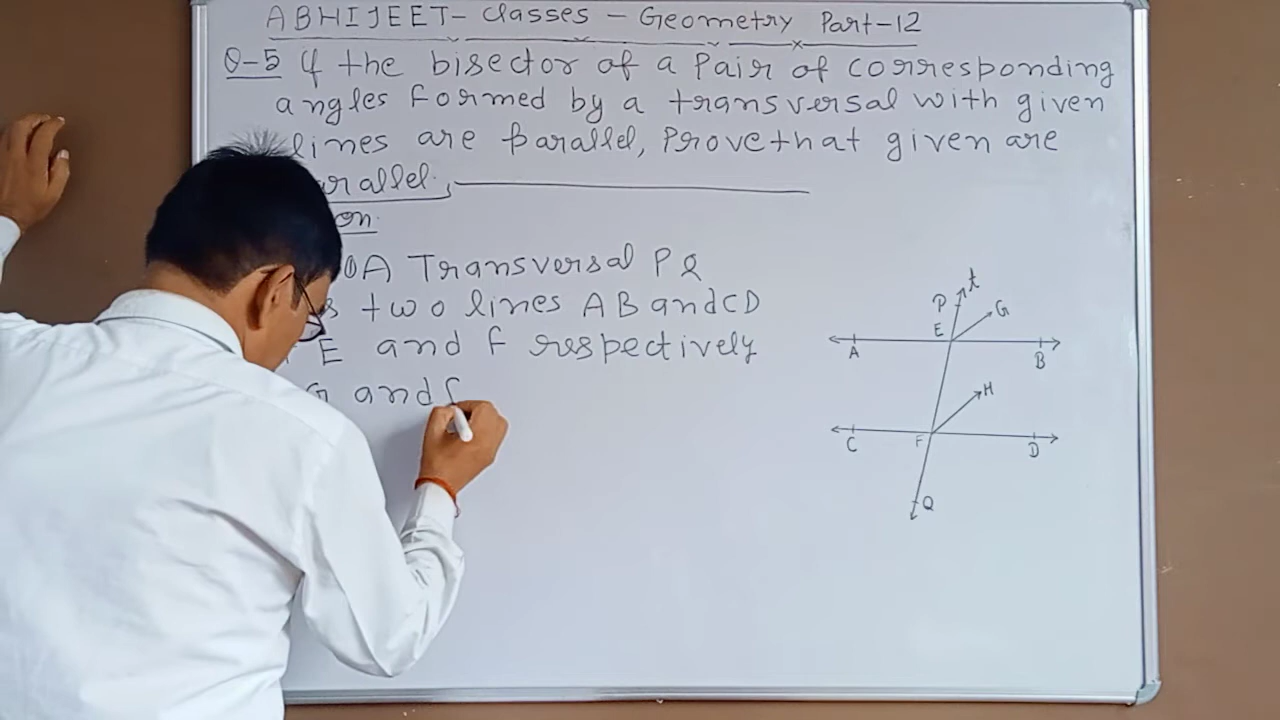 ABHIJEET- Classes - Geometry Part-12
Q-5 If the bisector of a Pair of corresponding
angles formed by a transversal with given
lines are parallel, Prove that given are
rallel.
on.
A Transversal PQ
two lines AB and CD
E and F respectively
G and
P t
G
E
A B
H
C F D
Q